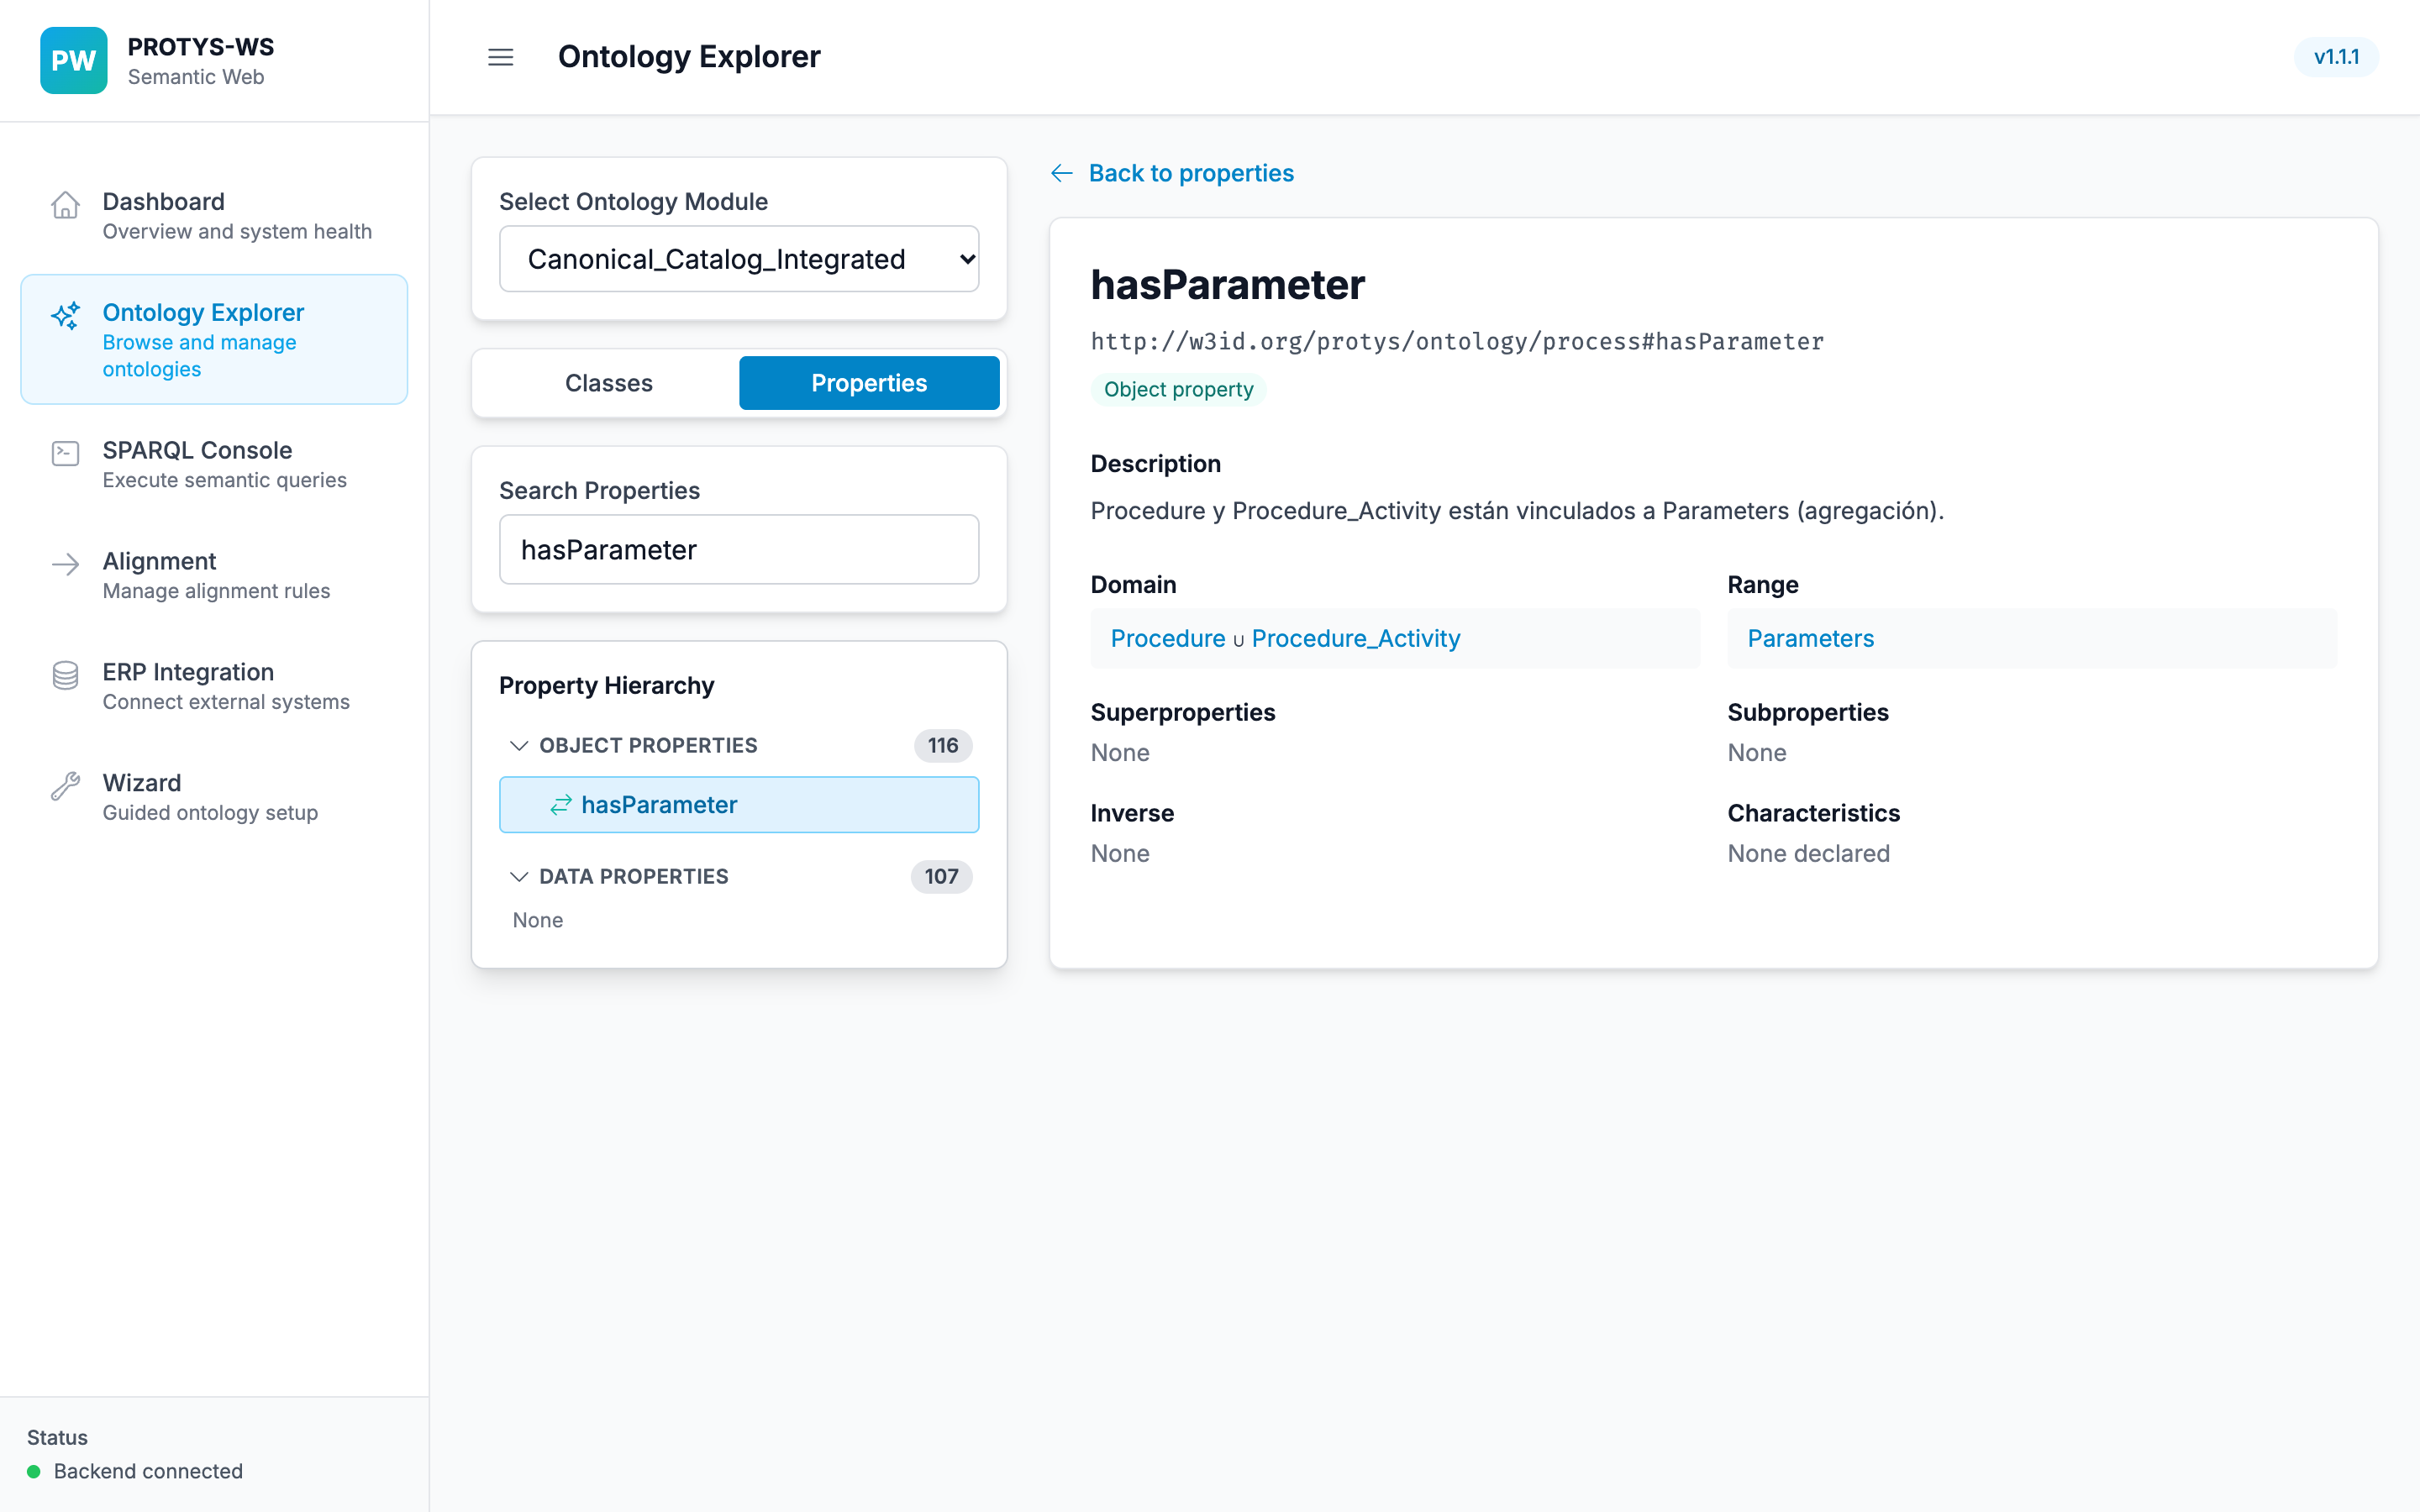 PW
PROTYS-WS
Semantic Web
Dashboard
Overview and system health
Ontology Explorer
Browse and manage
ontologies
SPARQL Console
Execute semantic queries
Alignment
Manage alignment rules
ERP Integration
Connect external systems
Wizard
Guided ontology setup
Status
Backend connected
Ontology Explorer
v1.1.1
Select Ontology Module
Canonical_Catalog_Integrated
Classes
Properties
Search Properties
hasParameter
Property Hierarchy
OBJECT PROPERTIES 116
hasParameter
DATA PROPERTIES 107
None
Back to properties
hasParameter
http://w3id.org/protys/ontology/process#hasParameter
Object property
Description
Procedure y Procedure_Activity están vinculados a Parameters (agregación).
Domain
Procedure ∪ Procedure_Activity
Range
Parameters
Superproperties
None
Subproperties
None
Inverse
None
Characteristics
None declared